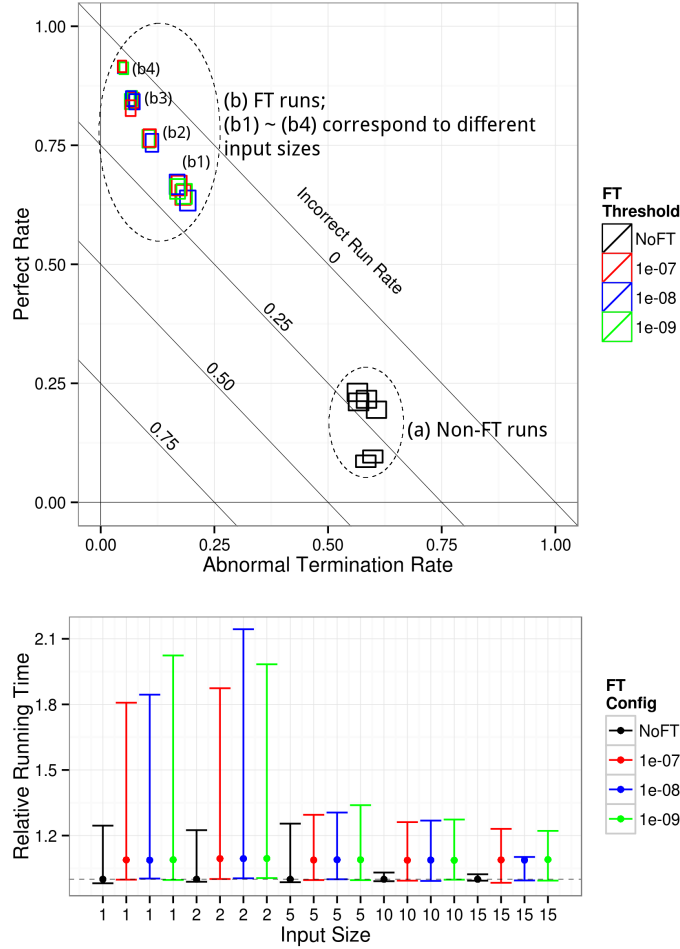 1.00
0.75
0.50
0.25
0.00
Perfect Rate
(b4)
(b3)
(b2)
(b1)
(b) FT runs;
(b1) ~ (b4) correspond to different
input sizes
Incorrect Run Rate
0
0.25
0.50
0.75
(a) Non-FT runs
0.00 0.25 0.50 0.75 1.00
Abnormal Termination Rate
FT
Threshold
NoFT
1e-07
1e-08
1e-09
2.1
1.8
1.5
1.2
Relative Running Time
1 1 1 1 2 2 2 2 5 5 5 5 10 10 10 10 15 15 15 15
Input Size
FT
Config
NoFT
1e-07
1e-08
1e-09